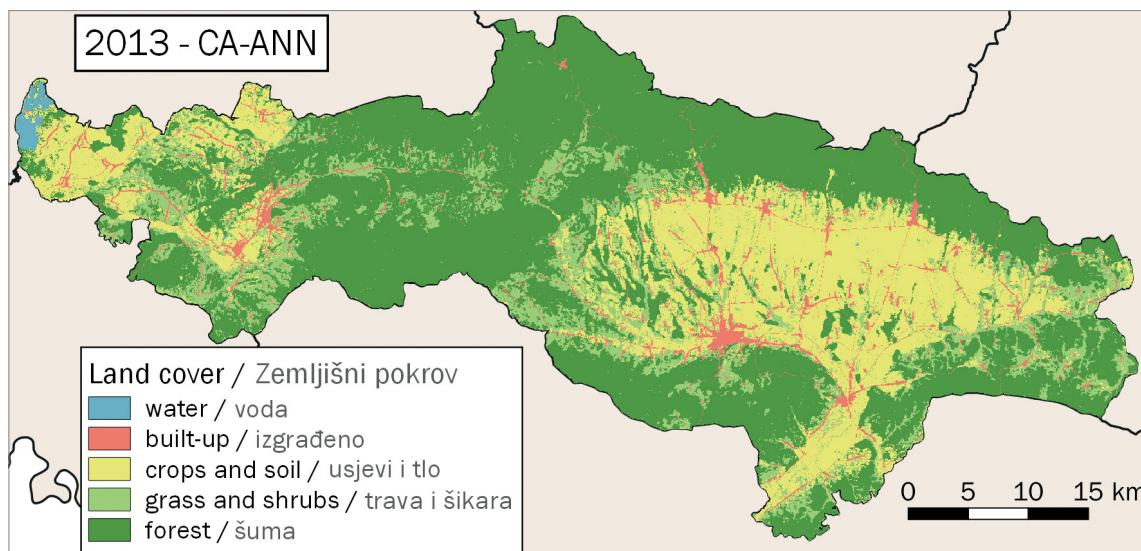 2013 - CA-ANN
Land cover / Zemljišni pokrov
water / voda
built-up / izgrađeno
crops and soil / usjevi i tlo
grass and shrubs / trava i šikara
forest / šuma
0 5 10 15 km